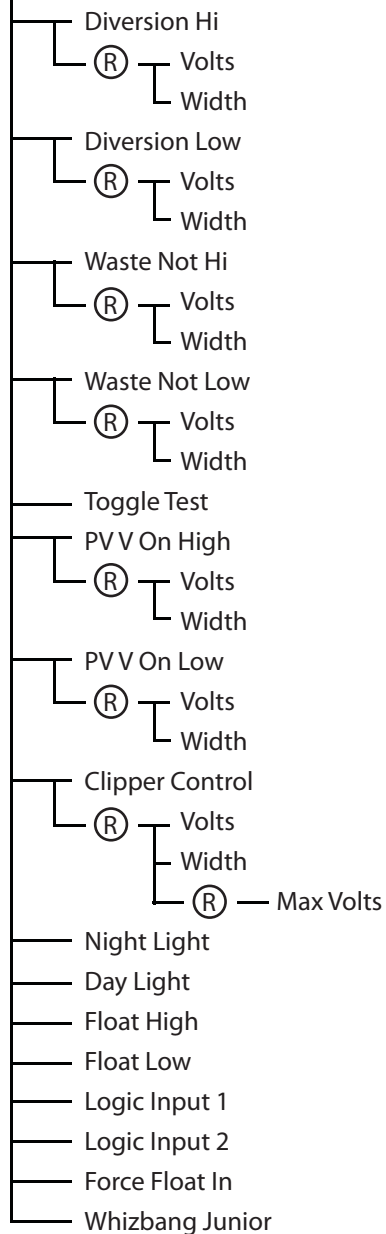 Diversion Hi
R Volts
Width
Diversion Low
R Volts
Width
Waste Not Hi
R Volts
Width
Waste Not Low
R Volts
Width
Toggle Test
PV V On High
R Volts
Width
PV V On Low
R Volts
Width
Clipper Control
R Volts
Width
R Max Volts
Night Light
Day Light
Float High
Float Low
Logic Input 1
Logic Input 2
Force Float In
Whizbang Junior